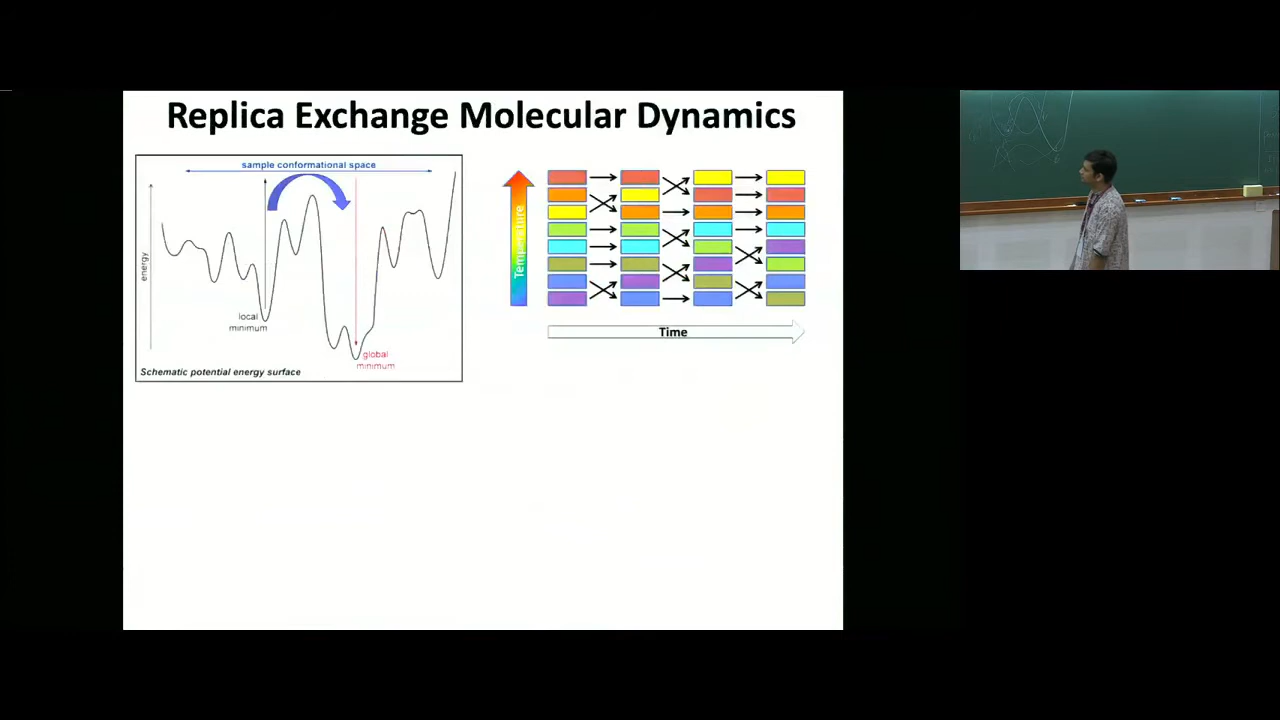 Replica Exchange Molecular Dynamics
sample conformational space
energy
local
minimum
global
minimum
Schematic potential energy surface
Temperature
Time